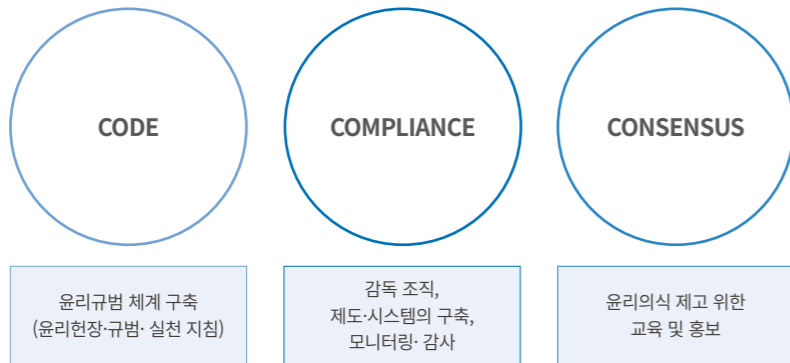 CODE
COMPLIANCE
CONSENSUS
윤리규범 체계 구축
(윤리헌장·규범· 실천 지침)
감독 조직,
제도·시스템의 구축,
모니터링· 감사
윤리의식 제고 위한
교육 및 홍보